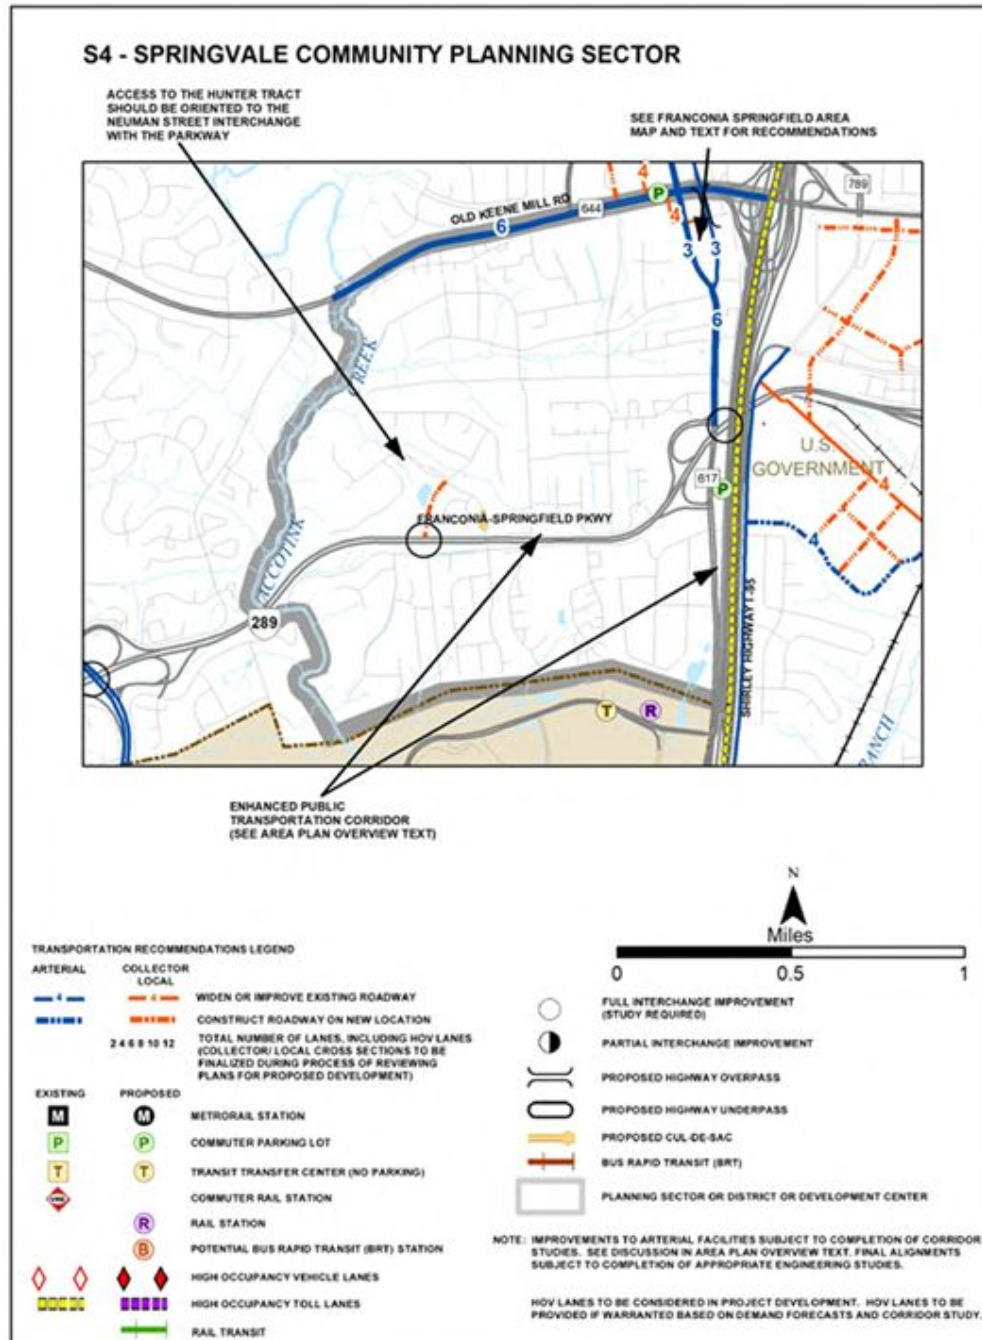 S4 - SPRINGVALE COMMUNITY PLANNING SECTOR
ACCESS TO THE HUNTER TRACT
SHOULD BE ORIENTED TO THE
NEUMAN STREET INTERCHANGE
WITH THE PARKWAY
SEE FRANCONIA SPRINGFIELD AREA
MAP AND TEXT FOR RECOMMENDATIONS
OLD KEENE MILL RD
644
6
4
P
4
789
3
3
6
CREEK
ACCOTINK
U.S.
GOVERNMENT
617
P
4
4
FRANCONIA-SPRINGFIELD PKWY
289
SHIRLEY HIGHWAY I-95
T
R
RANCH
ENHANCED PUBLIC
TRANSPORTATION CORRIDOR
(SEE AREA PLAN OVERVIEW TEXT)
N
Miles
0 0.5 1
TRANSPORTATION RECOMMENDATIONS LEGEND
ARTERIAL COLLECTOR
LOCAL
4 4 WIDEN OR IMPROVE EXISTING ROADWAY
CONSTRUCT ROADWAY ON NEW LOCATION
2 4 6 8 10 12 TOTAL NUMBER OF LANES, INCLUDING HOV LANES
(COLLECTOR/ LOCAL CROSS SECTIONS TO BE
FINALIZED DURING PROCESS OF REVIEWING
PLANS FOR PROPOSED DEVELOPMENT)
EXISTING PROPOSED
M M METRORAIL STATION
P P COMMUTER PARKING LOT
T T TRANSIT TRANSFER CENTER (NO PARKING)
VRE COMMUTER RAIL STATION
R RAIL STATION
B POTENTIAL BUS RAPID TRANSIT (BRT) STATION
HIGH OCCUPANCY VEHICLE LANES
HIGH OCCUPANCY TOLL LANES
RAIL TRANSIT
FULL INTERCHANGE IMPROVEMENT
(STUDY REQUIRED)
PARTIAL INTERCHANGE IMPROVEMENT
PROPOSED HIGHWAY OVERPASS
PROPOSED HIGHWAY UNDERPASS
PROPOSED CUL-DE-SAC
BUS RAPID TRANSIT (BRT)
PLANNING SECTOR OR DISTRICT OR DEVELOPMENT CENTER
NOTE: IMPROVEMENTS TO ARTERIAL FACILITIES SUBJECT TO COMPLETION OF CORRIDOR
STUDIES. SEE DISCUSSION IN AREA PLAN OVERVIEW TEXT. FINAL ALIGNMENTS
SUBJECT TO COMPLETION OF APPROPRIATE ENGINEERING STUDIES.
HOV LANES TO BE CONSIDERED IN PROJECT DEVELOPMENT. HOV LANES TO BE
PROVIDED IF WARRANTED BASED ON DEMAND FORECASTS AND CORRIDOR STUDY.